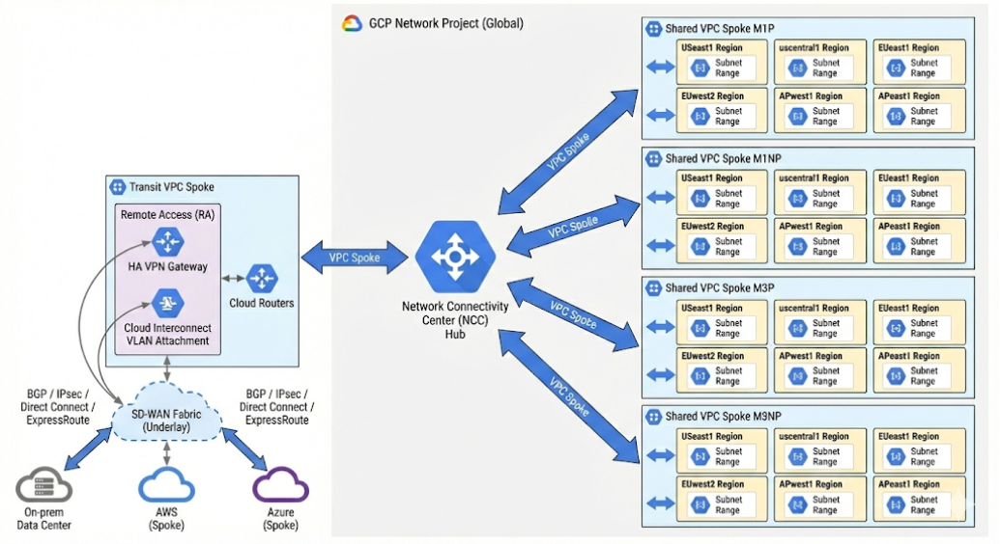 GCP Network Project (Global)
Transit VPC Spoke
Remote Access (RA)
HA VPN Gateway
Cloud Interconnect
VLAN Attachment
Cloud Routers
BGP / IPsec /
Direct Connect /
ExpressRoute
SD-WAN Fabric
(Underlay)
BGP / IPsec /
Direct Connect /
ExpressRoute
On-prem
Data Center
AWS
(Spoke)
Azure
(Spoke)
VPC Spoke
Network Connectivity
Center (NCC)
Hub
VPC Spoke
VPC Spolle
VPC Spote
VPC Spoke
Shared VPC Spoke M1P
USeast1 Region
Subnet
Range
uscentral1 Region
Subnet
Range
EUeast1 Region
Subnet
Range
EUwest2 Region
Subnet
Range
APwest1 Region
Subnet
Range
APeast1 Region
Subnet
Range
Shared VPC Spoke M1NP
USeast1 Region
Subnet
Range
uscentral1 Region
Subnet
Range
EUeast1 Region
Subnet
Range
EUwest2 Region
Subnet
Range
APwest1 Region
Subnet
Range
APeast1 Region
Subnet
Range
Shared VPC Spoke M3P
USeast1 Region
Subnet
Range
uscentral1 Region
Subnet
Range
EUeast1 Region
Subnet
Range
EUwest2 Region
Subnet
Range
APwest1 Region
Subnet
Range
APeast1 Region
Subnet
Range
Shared VPC Spoke M3NP
USeast1 Region
Subnet
Range
uscentral1 Region
Subnet
Range
EUeast1 Region
Subnet
Range
EUwest2 Region
Subnet
Range
APwest1 Region
Subnet
Range
APeast1 Region
Subnet
Range